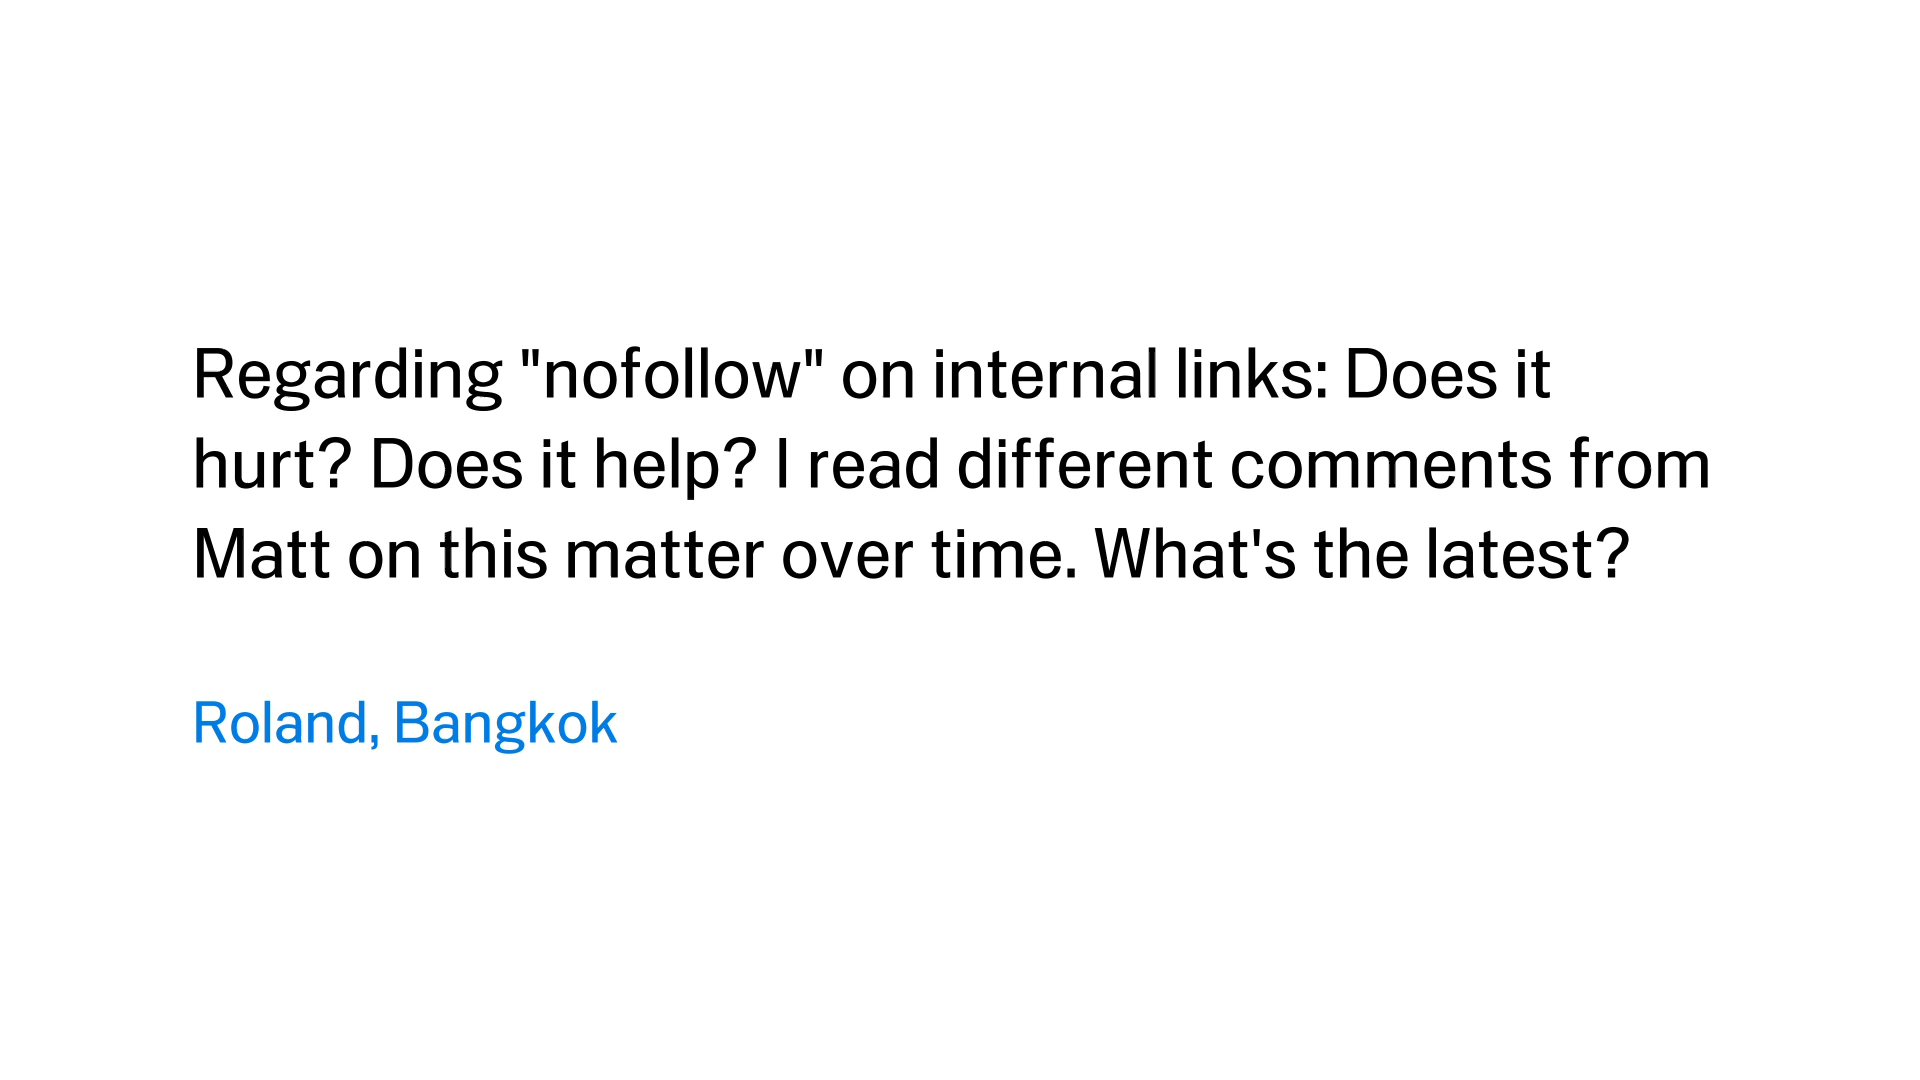 Regarding "nofollow" on internal links: Does it
hurt? Does it help? I read different comments from
Matt on this matter over time. What's the latest?
Roland, Bangkok